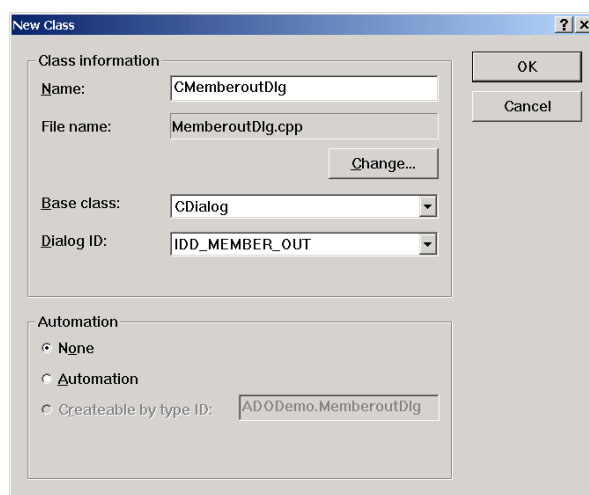 New Class
Class information
Name: CMemberoutDlg
File name: MemberoutDlg.cpp
Change...
Base class: CDialog
Dialog ID: IDD_MEMBER_OUT
OK
Cancel
Automation
None
Automation
Createable by type ID: ADODemo.MemberoutDlg